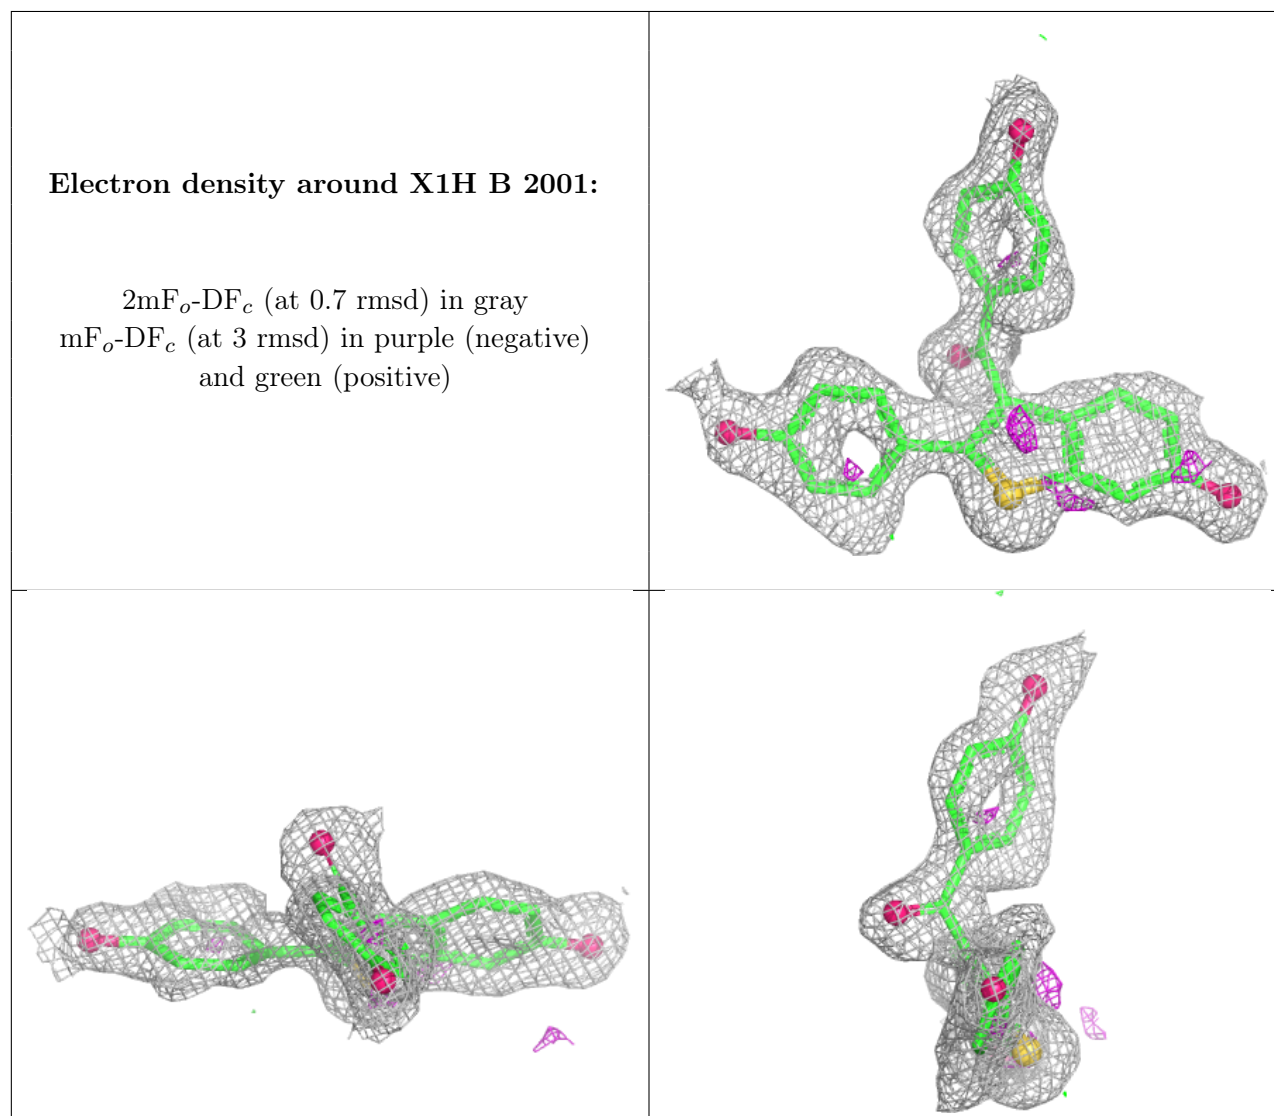 Electron density around X1H B 2001:
2mFo-DFc (at 0.7 rmsd) in gray
mFo-DFc (at 3 rmsd) in purple (negative)
and green (positive)